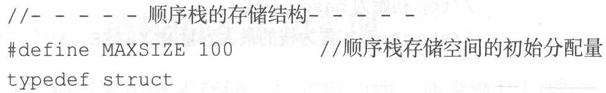 //- - - - - 顺序栈的存储结构- - - - -
#define MAXSIZE 100 //顺序栈存储空间的初始分配量
typedef struct